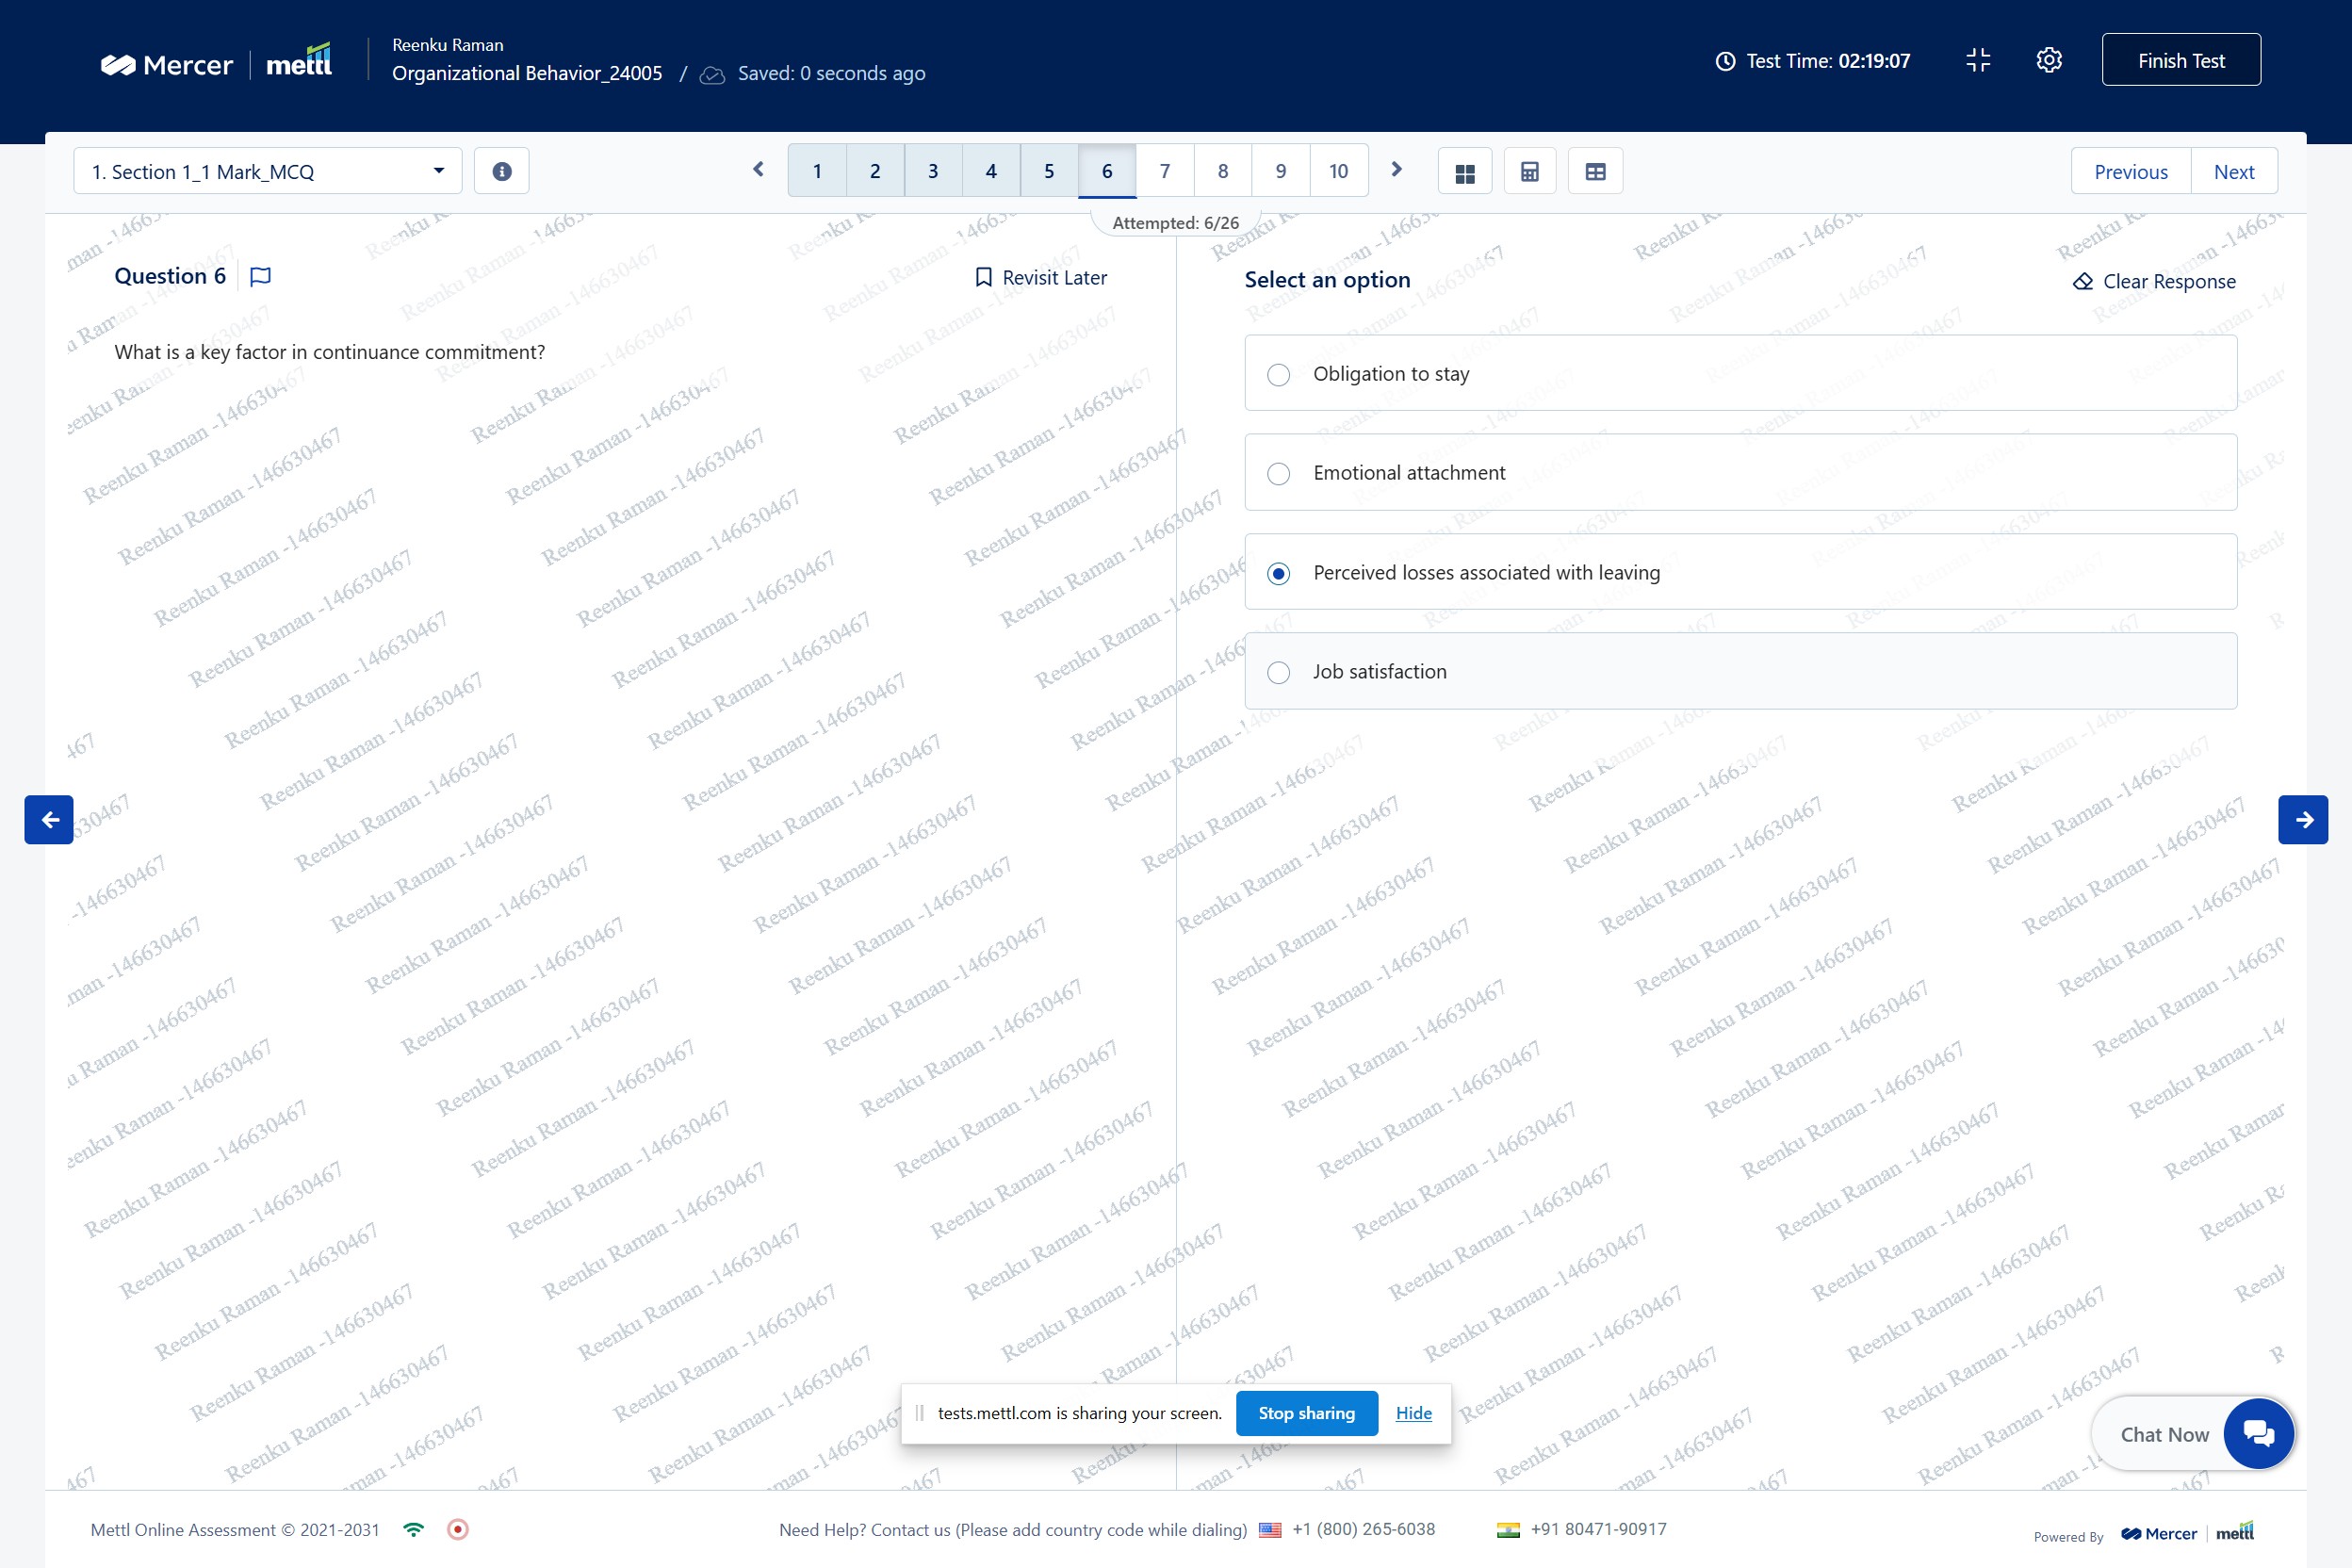 Mercer | mettl
Reenku Raman
Organizational Behavior_24005 / Saved: 0 seconds ago
Test Time: 02:19:07
Finish Test
1. Section 1_1 Mark_MCQ
1 2 3 4 5 6 7 8 9 10
Previous Next
Attempted: 6/26
Question 6
Revisit Later
What is a key factor in continuance commitment?
Select an option
Clear Response
Obligation to stay
Emotional attachment
Perceived losses associated with leaving
Job satisfaction
Reenku Raman -146630467
tests.mettl.com is sharing your screen. Stop sharing Hide
Chat Now
Mettl Online Assessment © 2021-2031
Need Help? Contact us (Please add country code while dialing) +1 (800) 265-6038 +91 80471-90917
Powered By Mercer | mettl